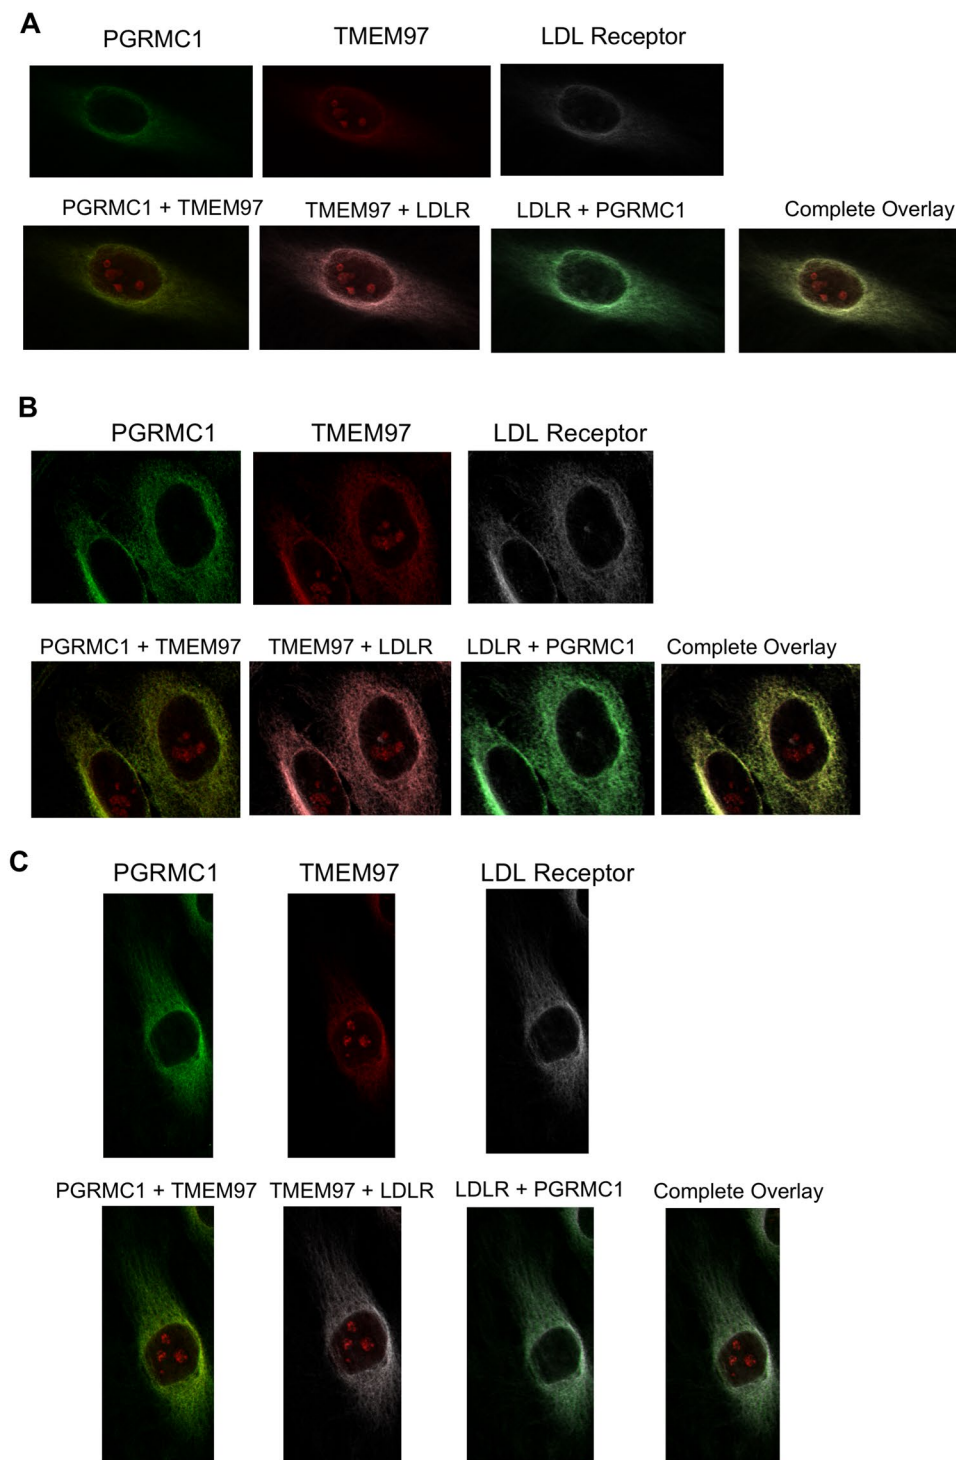 A
PGRMC1 TMEM97 LDL Receptor
PGRMC1 + TMEM97 TMEM97 + LDLR LDLR + PGRMC1 Complete Overlay
B
PGRMC1 TMEM97 LDL Receptor
PGRMC1 + TMEM97 TMEM97 + LDLR LDLR + PGRMC1 Complete Overlay
C
PGRMC1 TMEM97 LDL Receptor
PGRMC1 + TMEM97 TMEM97 + LDLR LDLR + PGRMC1 Complete Overlay